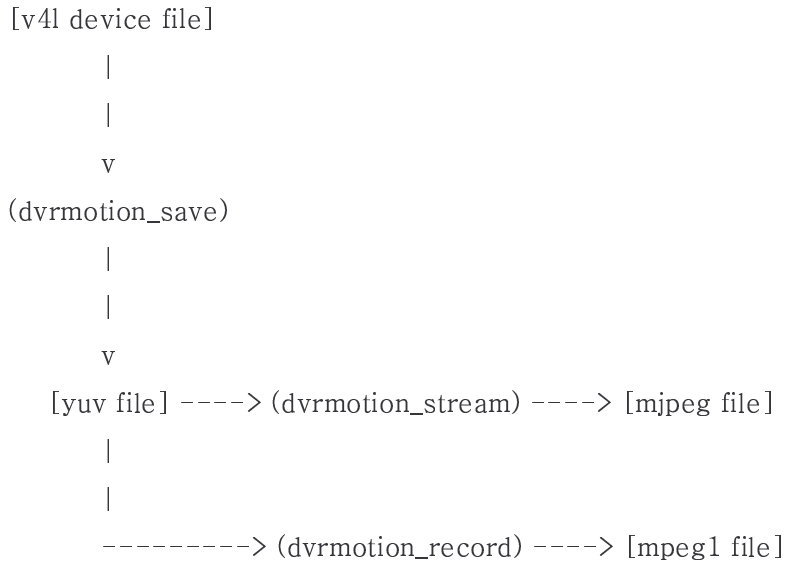 [v4l device file]
|
|
v
(dvrmotion_save)
|
|
v
[yuv file] ----> (dvrmotion_stream) ----> [mjpeg file]
|
|
---------> (dvrmotion_record) ----> [mpeg1 file]